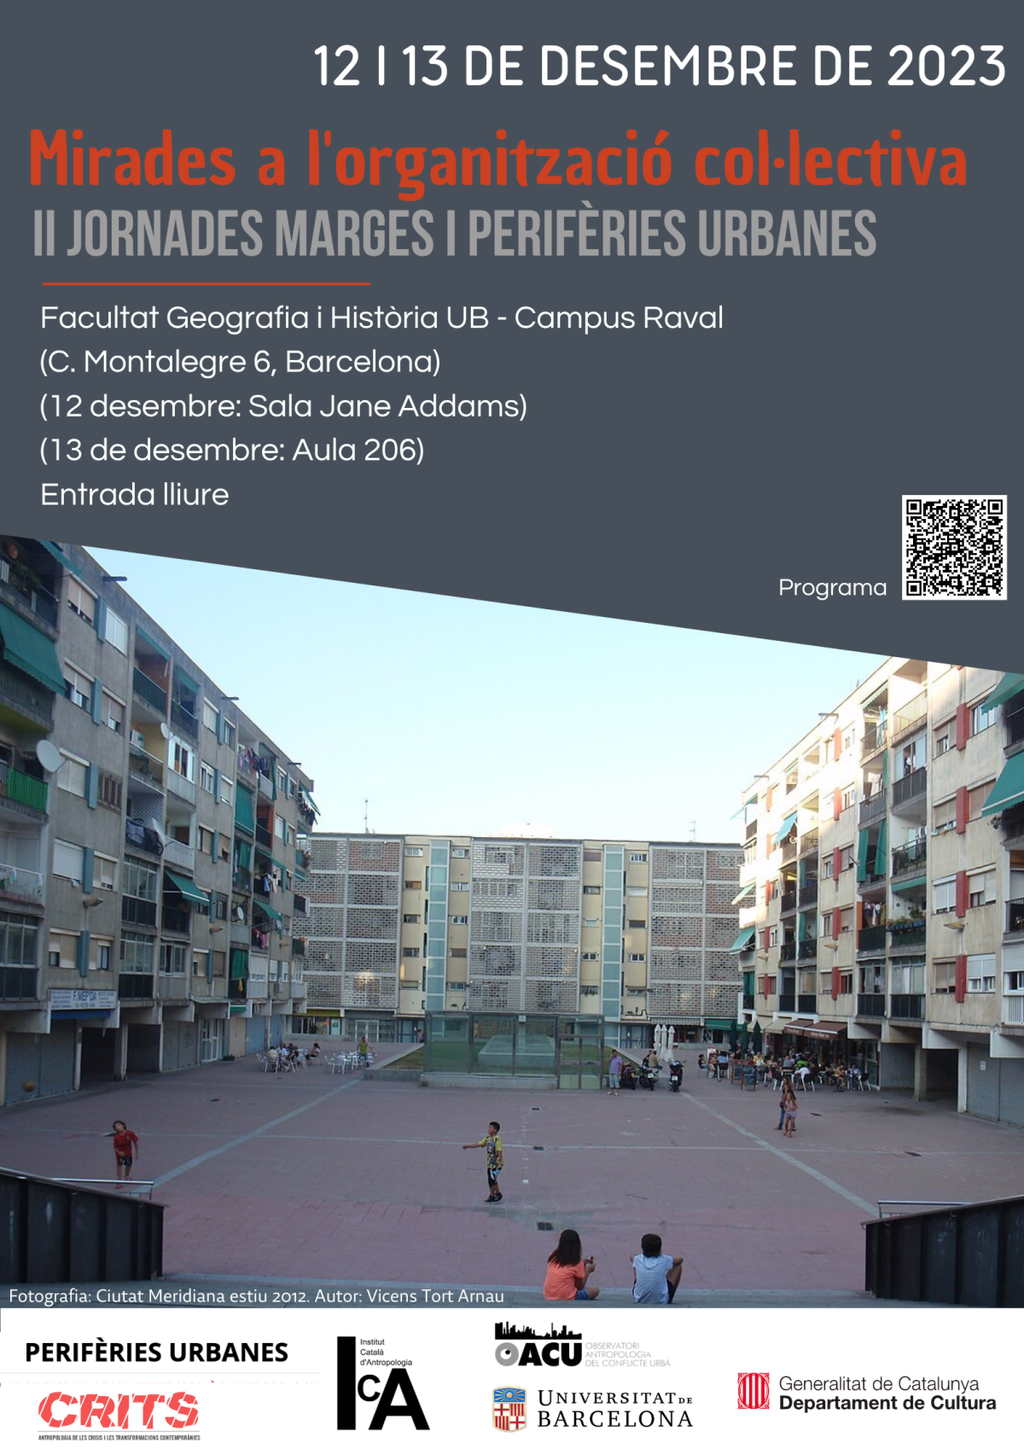 12 I 13 DE DESEMBRE DE 2023
Mirades a l'organització col·lectiva
II JORNADES MARGES I PERIFÈRIES URBANES
Facultat Geografia i Història UB - Campus Raval
(C. Montalegre 6, Barcelona)
(12 desembre: Sala Jane Addams)
(13 de desembre: Aula 206)
Entrada lliure
Programa
Fotografia: Ciutat Meridiana estiu 2012. Autor: Vicens Tort Arnau
PERIFÈRIES URBANES
CRITS
ANTROPOLOGIA DE LES CRISIS I LES TRANSFORMACIONS CONTEMPORÀNIES
Institut
Català
d'Antropologia
ICA
OACU
OBSERVATORI
ANTROPOLOGIA
DEL CONFLICTE URBÀ
UNIVERSITAT DE
BARCELONA
Generalitat de Catalunya
Departament de Cultura